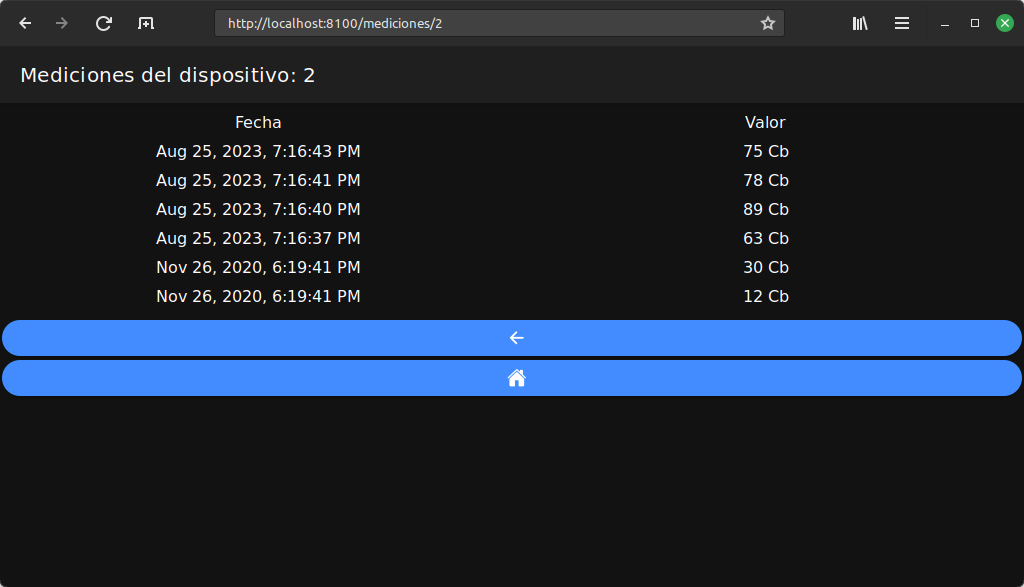 http://localhost:8100/mediciones/2
Mediciones del dispositivo: 2
Fecha Valor
Aug 25, 2023, 7:16:43 PM 75 Cb
Aug 25, 2023, 7:16:41 PM 78 Cb
Aug 25, 2023, 7:16:40 PM 89 Cb
Aug 25, 2023, 7:16:37 PM 63 Cb
Nov 26, 2020, 6:19:41 PM 30 Cb
Nov 26, 2020, 6:19:41 PM 12 Cb